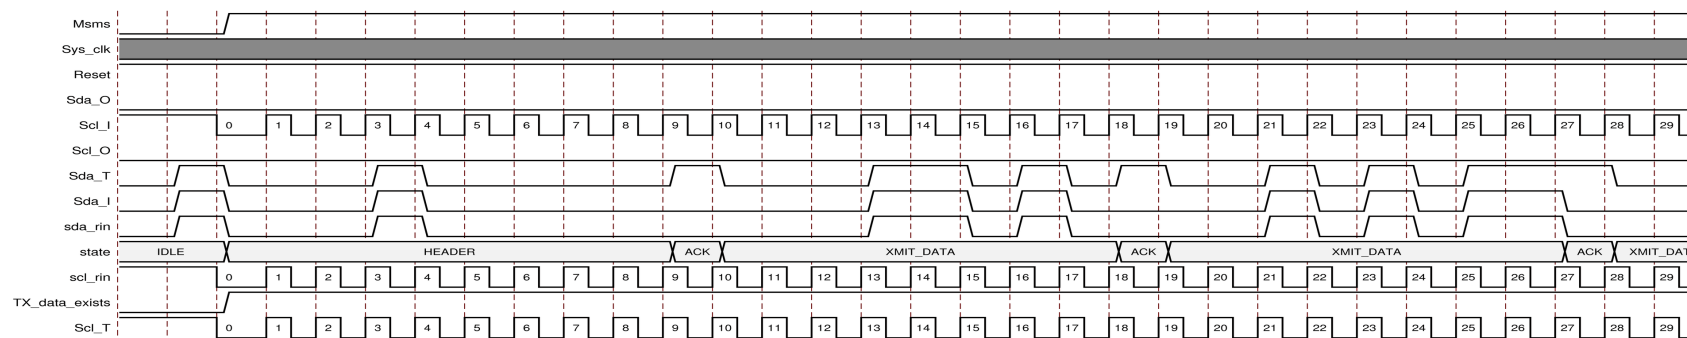 Msms
Sys_clk
Reset
Sda_O
Scl_I 0 1 2 3 4 5 6 7 8 9 10 11 12 13 14 15 16 17 18 19 20 21 22 23 24 25 26 27 28 29
Scl_O
Sda_T
Sda_I
sda_rin
state IDLE HEADER ACK XMIT_DATA ACK XMIT_DATA ACK XMIT_DAT
scl_rin 0 1 2 3 4 5 6 7 8 9 10 11 12 13 14 15 16 17 18 19 20 21 22 23 24 25 26 27 28 29
TX_data_exists
Scl_T 0 1 2 3 4 5 6 7 8 9 10 11 12 13 14 15 16 17 18 19 20 21 22 23 24 25 26 27 28 29